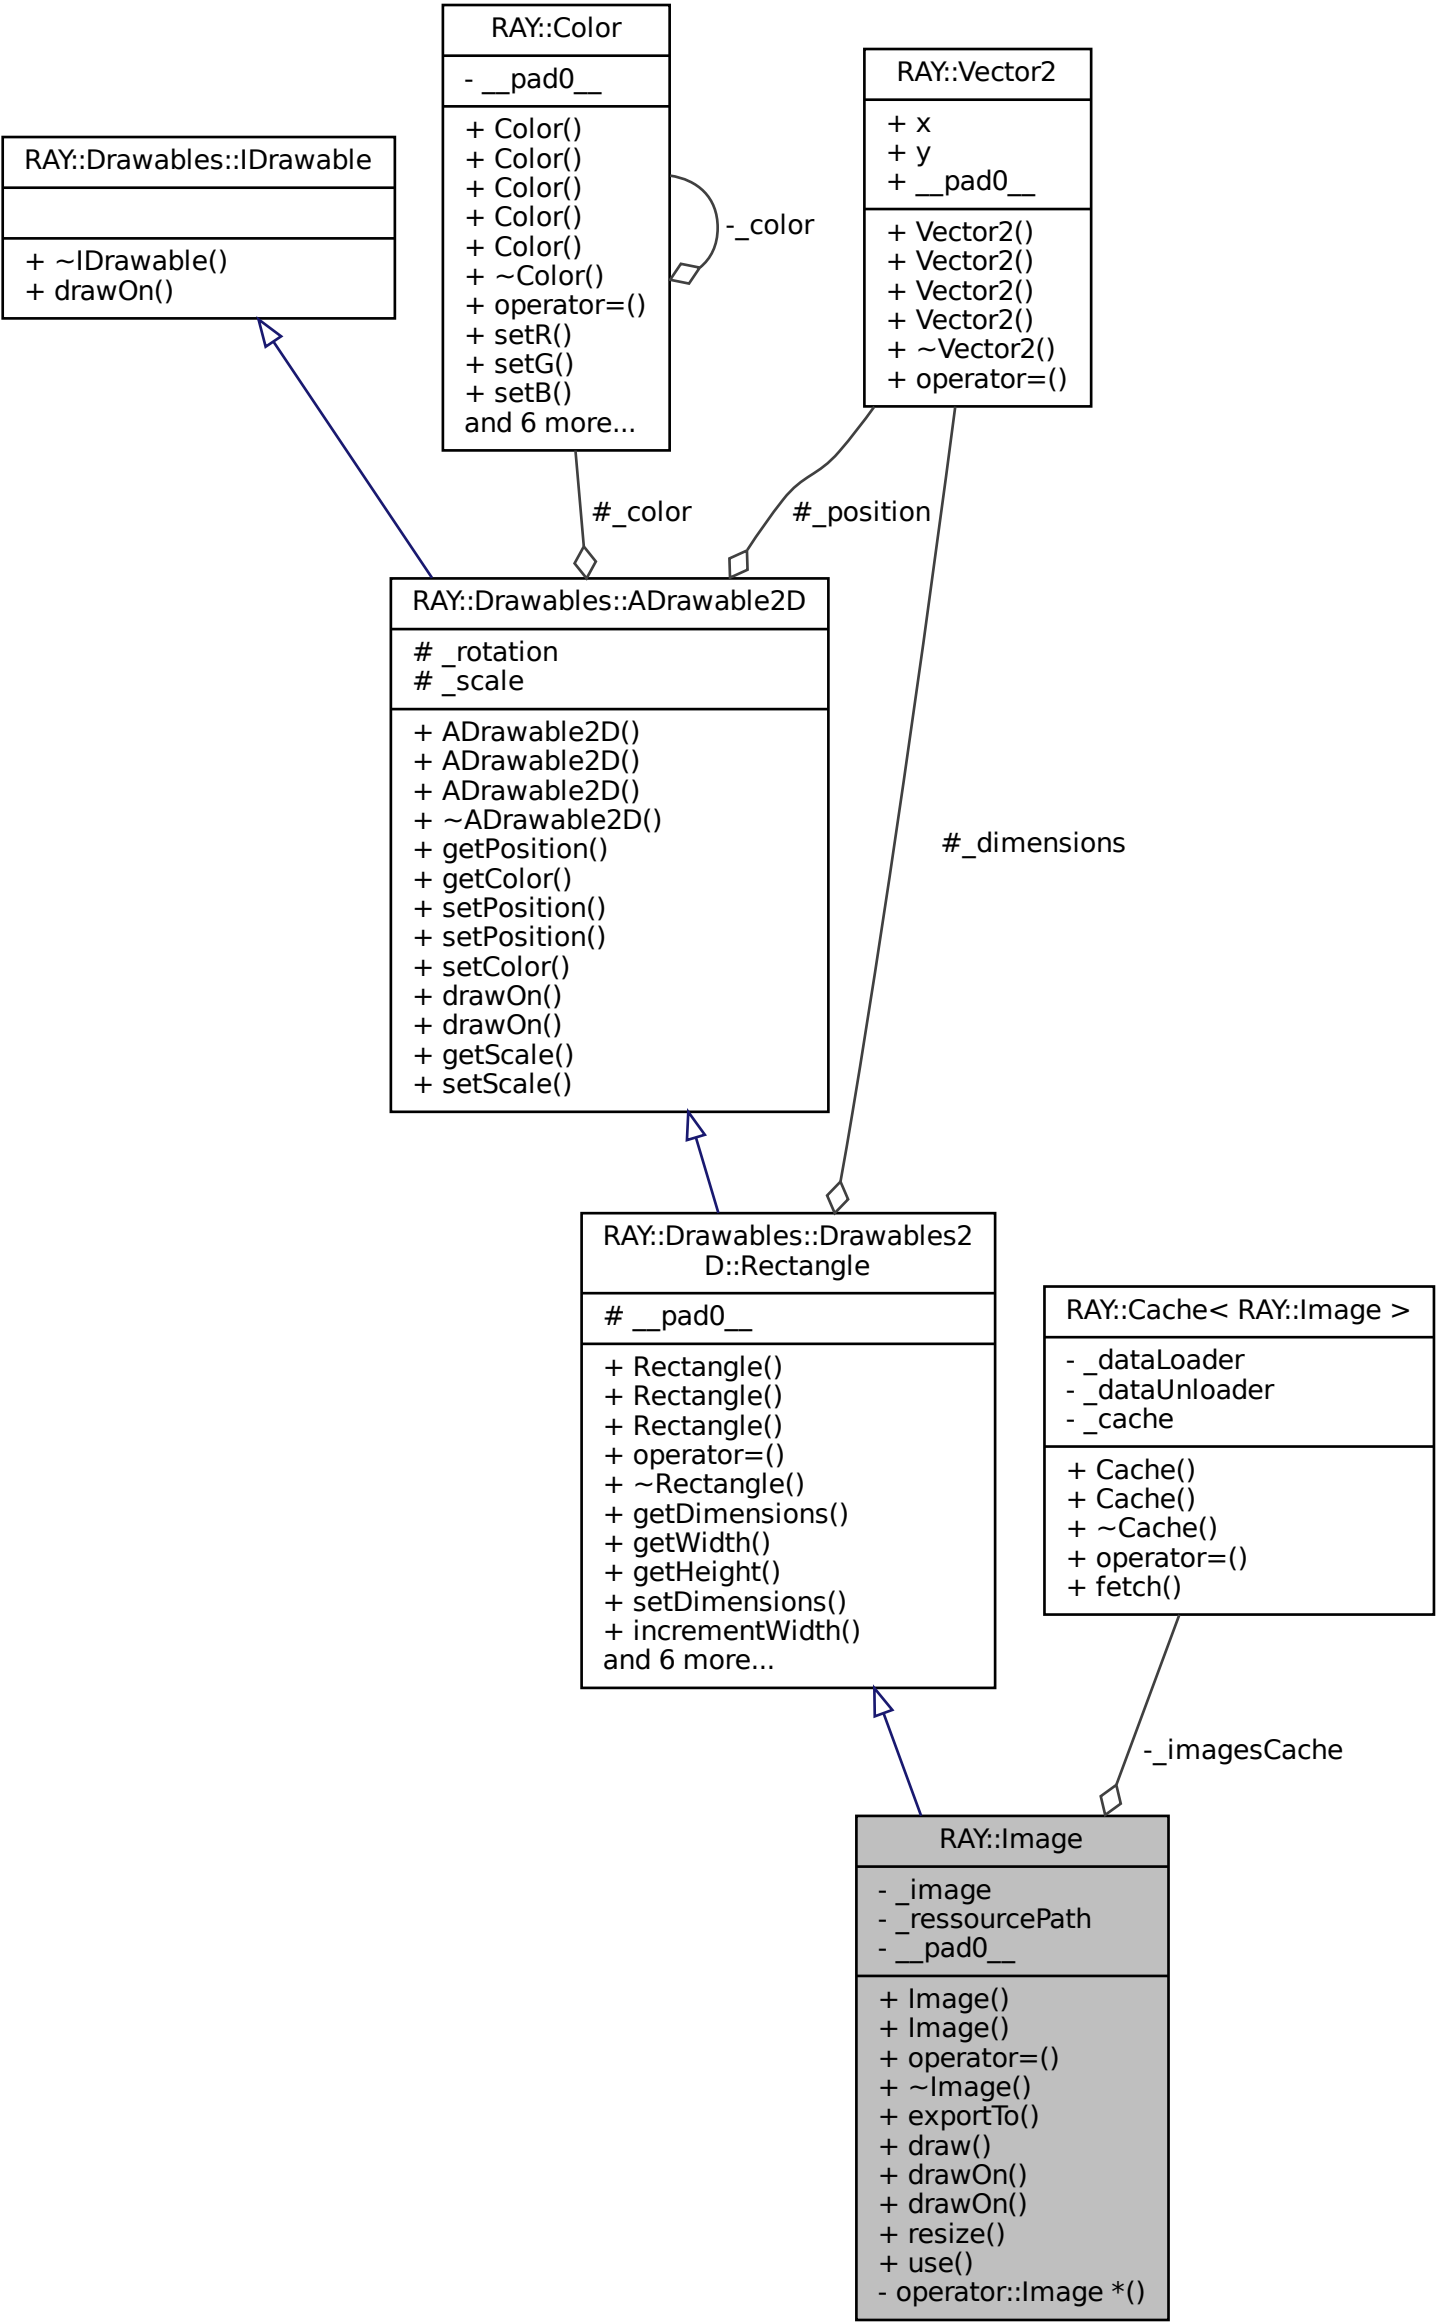 RAY::Color
- __pad0__
+ Color()
+ Color()
+ Color()
+ Color()
+ Color()
+ ~Color()
+ operator=()
+ setR()
+ setG()
+ setB()
and 6 more...
-_color
RAY::Vector2
+ x
+ y
+ __pad0__
+ Vector2()
+ Vector2()
+ Vector2()
+ Vector2()
+ ~Vector2()
+ operator=()
RAY::Drawables::IDrawable
+ ~IDrawable()
+ drawOn()
#_color
#_position
RAY::Drawables::ADrawable2D
# _rotation
# _scale
+ ADrawable2D()
+ ADrawable2D()
+ ADrawable2D()
+ ~ADrawable2D()
+ getPosition()
+ getColor()
+ setPosition()
+ setPosition()
+ setColor()
+ drawOn()
+ drawOn()
+ getScale()
+ setScale()
#_dimensions
RAY::Drawables::Drawables2
D::Rectangle
# __pad0__
+ Rectangle()
+ Rectangle()
+ Rectangle()
+ operator=()
+ ~Rectangle()
+ getDimensions()
+ getWidth()
+ getHeight()
+ setDimensions()
+ incrementWidth()
and 6 more...
RAY::Cache< RAY::Image >
- _dataLoader
- _dataUnloader
- _cache
+ Cache()
+ Cache()
+ ~Cache()
+ operator=()
+ fetch()
-_imagesCache
RAY::Image
- _image
- _ressourcePath
- __pad0__
+ Image()
+ Image()
+ operator=()
+ ~Image()
+ exportTo()
+ draw()
+ drawOn()
+ drawOn()
+ resize()
+ use()
- operator::Image *()